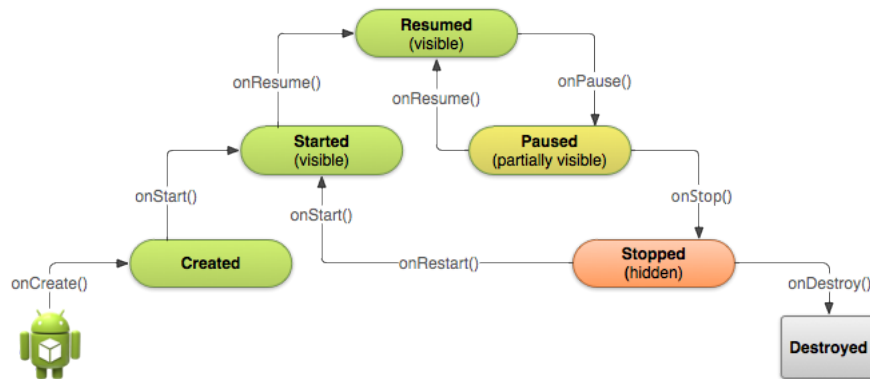 Resumed
(visible)
onResume()
onResume()
onPause()
Started
(visible)
Paused
(partially visible)
onStart()
onStart()
onStop()
Created
onRestart()
Stopped
(hidden)
onCreate()
onDestroy()
Destroyed